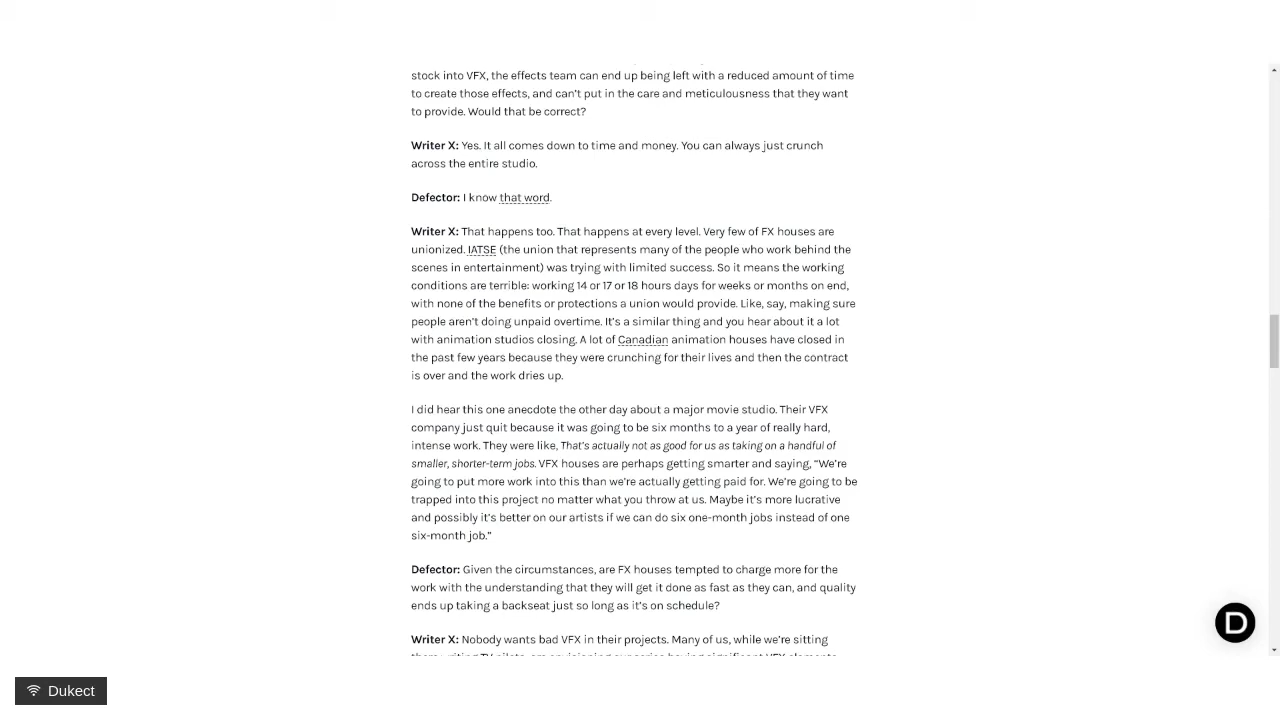 stock into VFX, the effects team can end up being left with a reduced amount of time
to create those effects, and can’t put in the care and meticulousness that they want
to provide. Would that be correct?
Writer X: Yes. It all comes down to time and money. You can always just crunch
across the entire studio.
Defector: I know that word.
Writer X: That happens too. That happens at every level. Very few of FX houses are
unionized. IATSE (the union that represents many of the people who work behind the
scenes in entertainment) was trying with limited success. So it means the working
conditions are terrible: working 14 or 17 or 18 hours days for weeks or months on end,
with none of the benefits or protections a union would provide. Like, say, making sure
people aren’t doing unpaid overtime. It’s a similar thing and you hear about it a lot
with animation studios closing. A lot of Canadian animation houses have closed in
the past few years because they were crunching for their lives and then the contract
is over and the work dries up.
I did hear this one anecdote the other day about a major movie studio. Their VFX
company just quit because it was going to be six months to a year of really hard,
intense work. They were like, That’s actually not as good for us as taking on a handful of
smaller, shorter-term jobs. VFX houses are perhaps getting smarter and saying, “We’re
going to put more work into this than we’re actually getting paid for. We’re going to be
trapped into this project no matter what you throw at us. Maybe it’s more lucrative
and possibly it’s better on our artists if we can do six one-month jobs instead of one
six-month job.”
Defector: Given the circumstances, are FX houses tempted to charge more for the
work with the understanding that they will get it done as fast as they can, and quality
ends up taking a backseat just so long as it’s on schedule?
Writer X: Nobody wants bad VFX in their projects. Many of us, while we’re sitting
D
Dukect